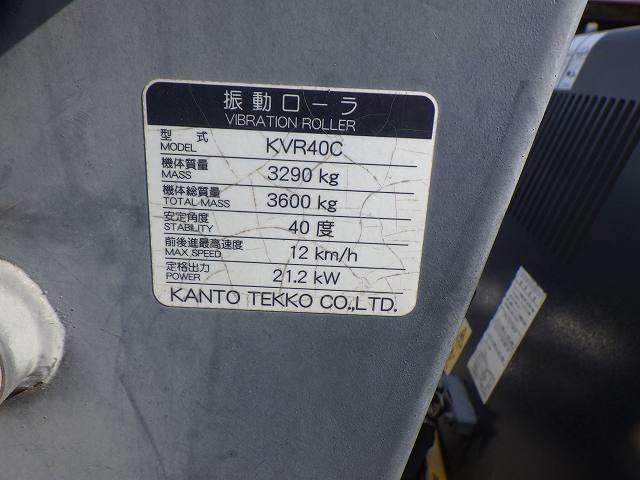 振動ローラ
VIBRATION ROLLER
型式 KVR40C
MODEL
機体質量 3290 kg
MASS
機体総質量 3600 kg
TOTAL MASS
安定角度 40 度
STABILITY
前後進最高速度 12 km/h
MAX SPEED
定格出力 21.2 kW
POWER
KANTO TEKKO CO.,LTD.